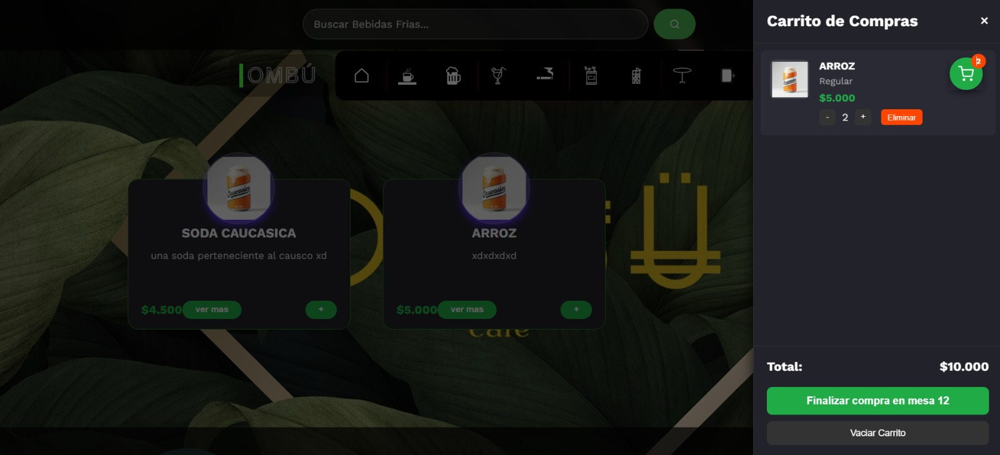 Buscar Bebidas Frias...
OMBÚ
SODA CAUCASICA
una soda perteneciente al causco xd
$4.500
ver mas
+
ARROZ
xdxdxdxd
$5.000
ver mas
+
café
Carrito de Compras
×
ARROZ
Regular
$5.000
- 2 +
Eliminar
2
Total:
$10.000
Finalizar compra en mesa 12
Vaciar Carrito